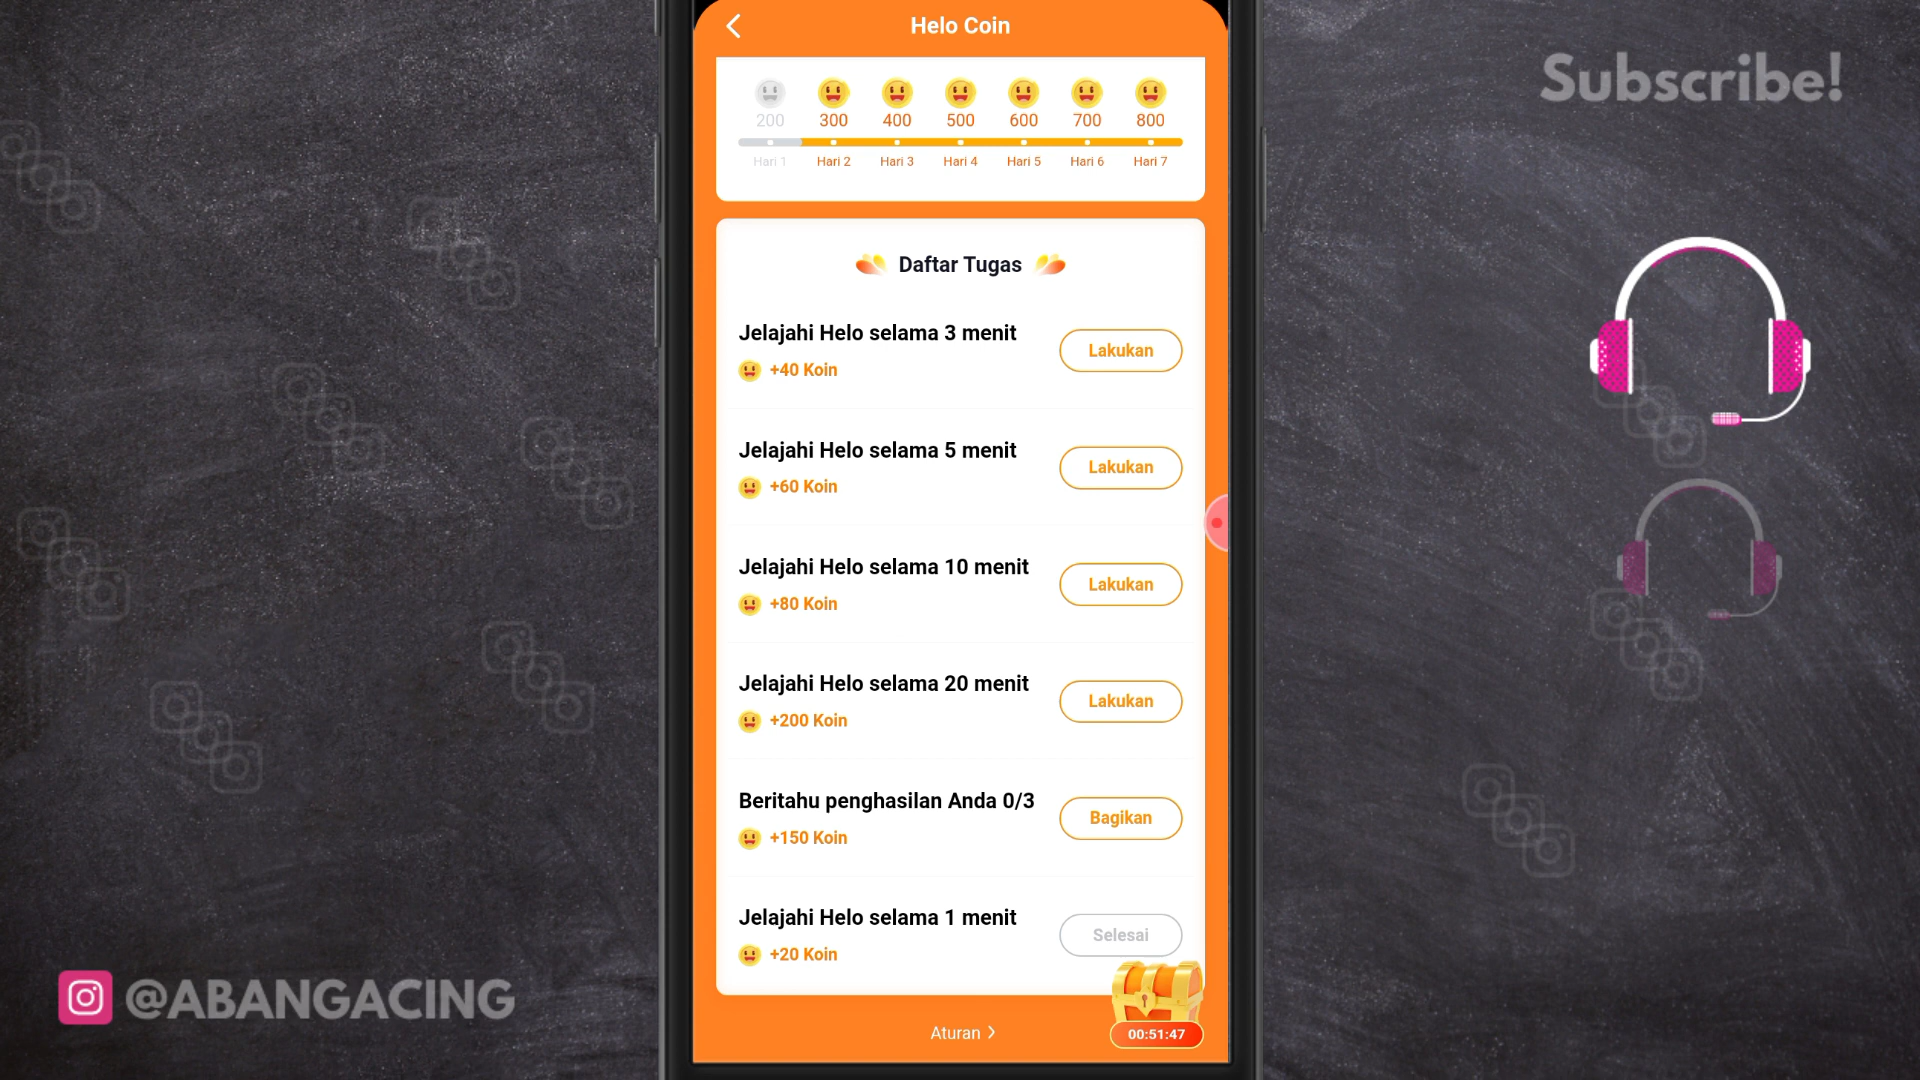 Helo Coin
Subscribe!
200 300 400 500 600 700 800
Hari 1 Hari 2 Hari 3 Hari 4 Hari 5 Hari 6 Hari 7
Daftar Tugas
Jelajahi Helo selama 3 menit
+40 Koin
Lakukan
Jelajahi Helo selama 5 menit
+60 Koin
Lakukan
Jelajahi Helo selama 10 menit
+80 Koin
Lakukan
Jelajahi Helo selama 20 menit
+200 Koin
Lakukan
Beritahu penghasilan Anda 0/3
+150 Koin
Bagikan
Jelajahi Helo selama 1 menit
+20 Koin
Selesai
@ABANGACING
Aturan
00:51:47